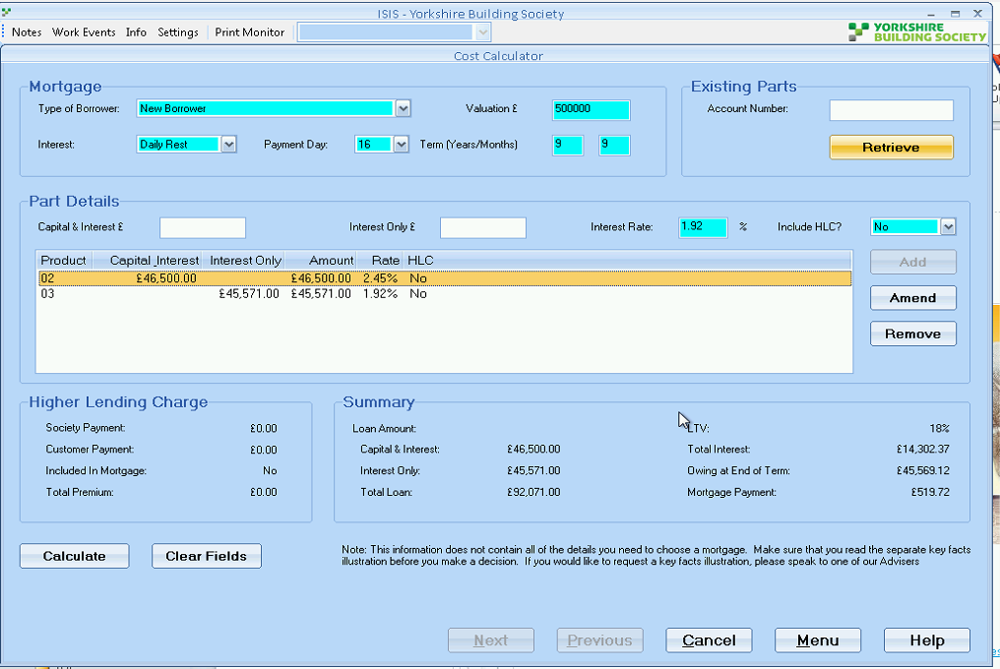 ISIS - Yorkshire Building Society
Notes Work Events Info Settings Print Monitor
YORKSHIRE
BUILDING SOCIETY
Cost Calculator
Mortgage
Type of Borrower: New Borrower Valuation £ 500000
Interest: Daily Rest Payment Day: 16 Term (Years/Months) 9 9
Existing Parts
Account Number:
Retrieve
Part Details
Capital & Interest £ Interest Only £ Interest Rate: 1.92 % Include HLC? No
Product Capital_Interest Interest Only Amount Rate HLC
02 £46,500.00 £46,500.00 2.45% No
03 £45,571.00 £45,571.00 1.92% No
Add
Amend
Remove
Higher Lending Charge
Society Payment: £0.00
Customer Payment: £0.00
Included In Mortgage: No
Total Premium: £0.00
Summary
Loan Amount: LTV: 18%
Capital & Interest: £46,500.00 Total Interest: £14,302.37
Interest Only: £45,571.00 Owing at End of Term: £45,569.12
Total Loan: £92,071.00 Mortgage Payment: £519.72
Calculate Clear Fields
Note: This information does not contain all of the details you need to choose a mortgage. Make sure that you read the separate key facts
illustration before you make a decision. If you would like to request a key facts illustration, please speak to one of our Advisers
Next Previous Cancel Menu Help